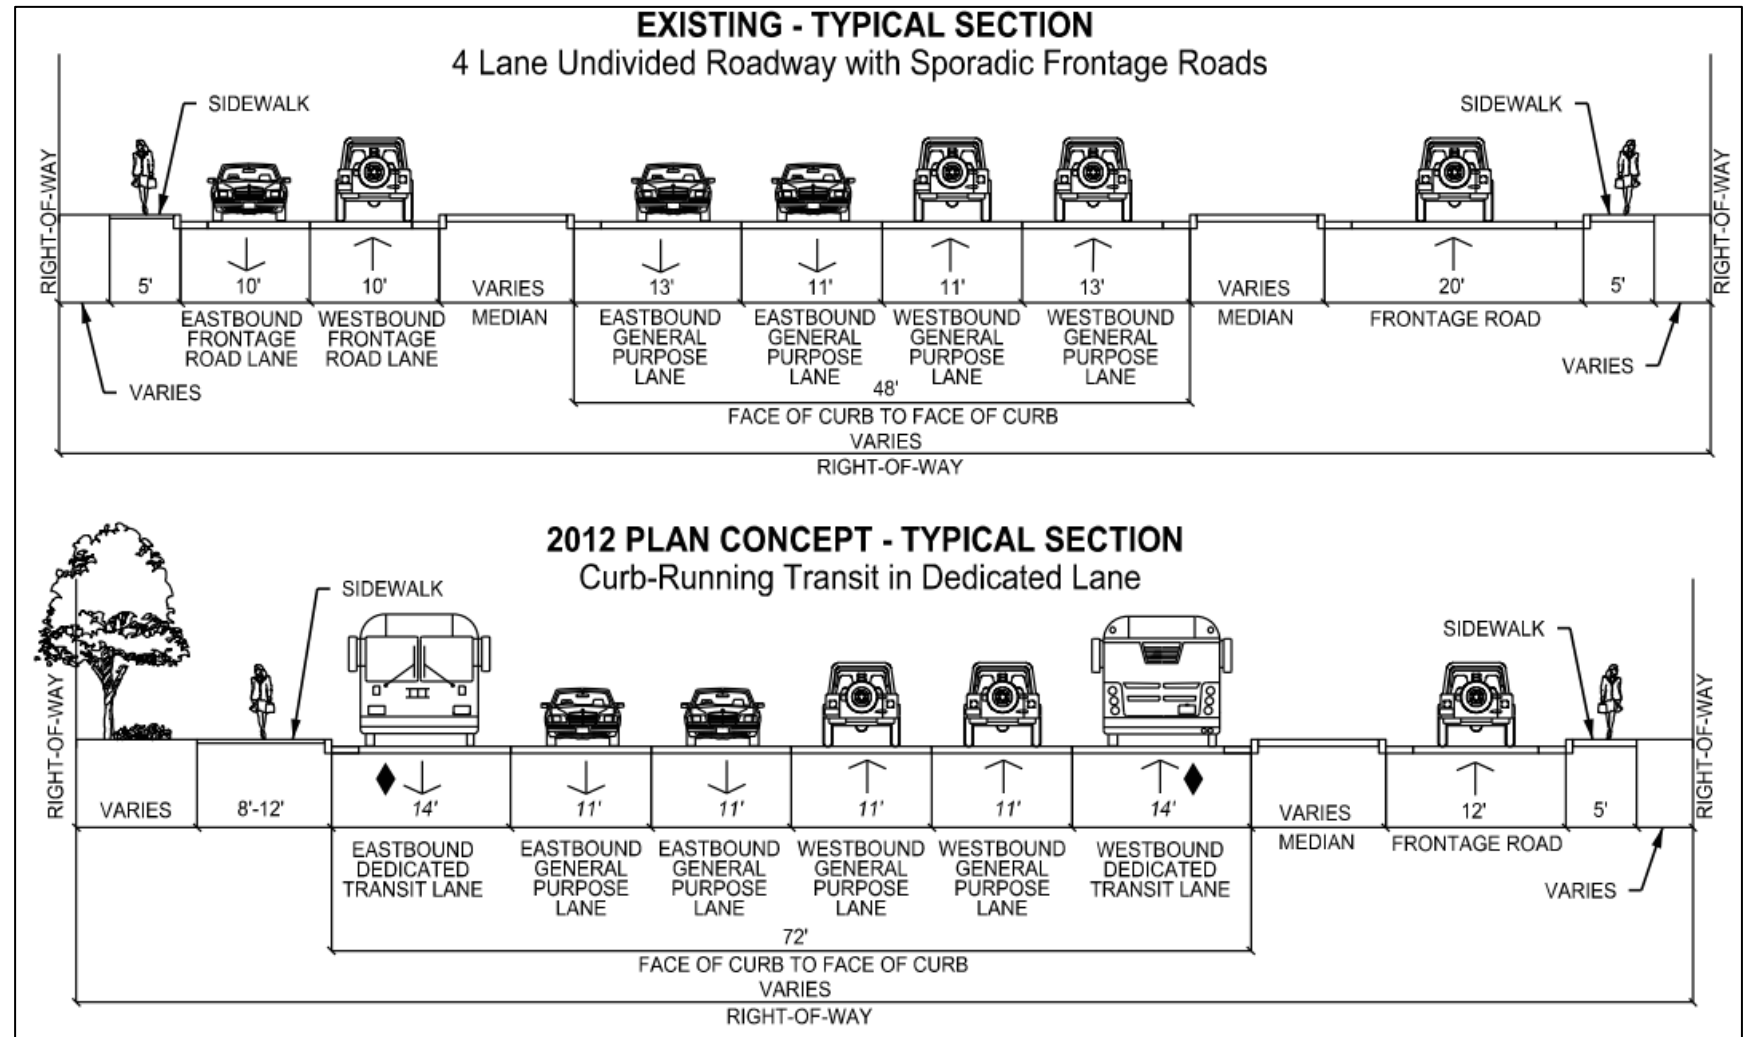 EXISTING - TYPICAL SECTION
4 Lane Undivided Roadway with Sporadic Frontage Roads
SIDEWALK
SIDEWALK
RIGHT-OF-WAY
RIGHT-OF-WAY
5'
10'
10'
VARIES
13'
11'
11'
13'
VARIES
20'
5'
EASTBOUND
FRONTAGE
ROAD LANE
WESTBOUND
FRONTAGE
ROAD LANE
MEDIAN
EASTBOUND
GENERAL
PURPOSE
LANE
EASTBOUND
GENERAL
PURPOSE
LANE
WESTBOUND
GENERAL
PURPOSE
LANE
WESTBOUND
GENERAL
PURPOSE
LANE
MEDIAN
FRONTAGE ROAD
VARIES
VARIES
48'
FACE OF CURB TO FACE OF CURB
VARIES
RIGHT-OF-WAY
2012 PLAN CONCEPT - TYPICAL SECTION
Curb-Running Transit in Dedicated Lane
SIDEWALK
SIDEWALK
RIGHT-OF-WAY
RIGHT-OF-WAY
VARIES
8'-12'
14'
11'
11'
11'
11'
14'
VARIES
12'
5'
EASTBOUND
DEDICATED
TRANSIT LANE
EASTBOUND
GENERAL
PURPOSE
LANE
EASTBOUND
GENERAL
PURPOSE
LANE
WESTBOUND
GENERAL
PURPOSE
LANE
WESTBOUND
GENERAL
PURPOSE
LANE
WESTBOUND
DEDICATED
TRANSIT LANE
MEDIAN
FRONTAGE ROAD
VARIES
72'
FACE OF CURB TO FACE OF CURB
VARIES
RIGHT-OF-WAY